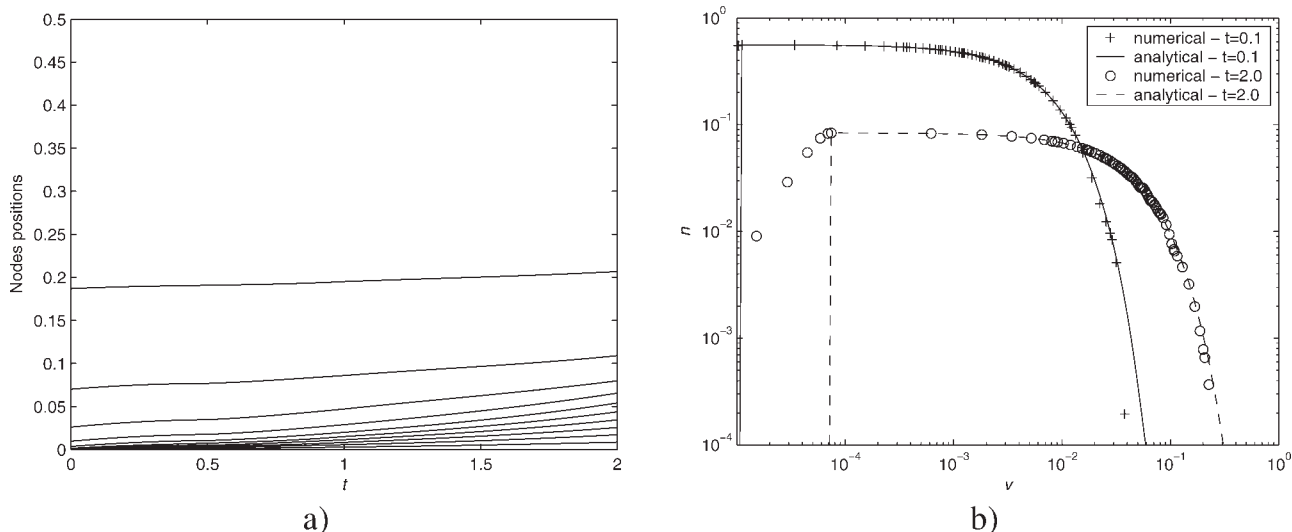 0.5
0.45
0.4
0.35
0.3
0.25
0.2
0.15
0.1
0.05
0
Nodes positions
0
0.5
1
1.5
2
t
a)
10^0
10^-1
10^-2
10^-3
10^-4
n
numerical – t=0.1
analytical – t=0.1
numerical – t=2.0
analytical – t=2.0
10^-4
10^-3
10^-2
10^-1
10^0
v
b)